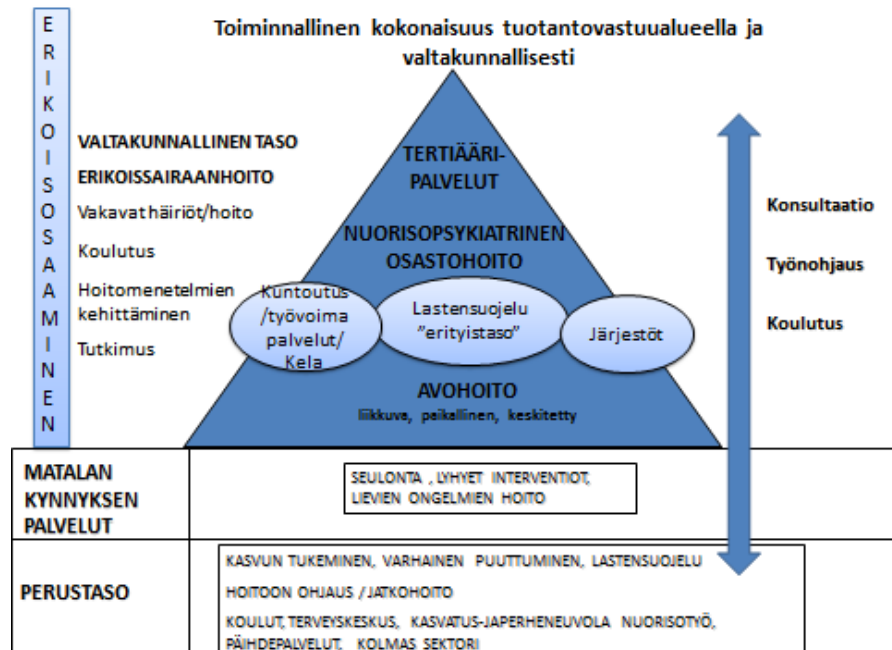 Toiminnallinen kokonaisuus tuotantovastuualueella ja
valtakunnallisesti
ERIKOISOSAAMINEN
VALTAKUNNALLINEN TASO
ERIKOISSAIRAANHOITO
Vakavat häiriöt/hoito
Koulutus
Hoitomenetelmien
kehittäminen
Tutkimus
TERTIÄÄRI-
PALVELUT
NUORISOPSYKIATRINEN
OSASTOHOITO
Kuntoutus
/työvoima
palvelut/
Kela
Lastensuojelu
”erityistaso”
Järjestöt
AVOHOITO
liikkuva, paikallinen, keskitetty
Konsultaatio
Työnohjaus
Koulutus
MATALAN
KYNNYKSEN
PALVELUT
SEULONTA , LYHYET INTERVENTIOT,
LIEVIEN ONGELMIEN HOITO
PERUSTASO
KASVUN TUKEMINEN, VARHAINEN PUUTTUMINEN, LASTENSUOJELU
HOITOON OHJAUS / JATKOHOITO
KOULUT, TERVEYSKESKUS, KASVATUS-JAPERHENEUVOLA NUORISOTYÖ,
PÄIHDEPALVELUT, KOLMAS SEKTORI